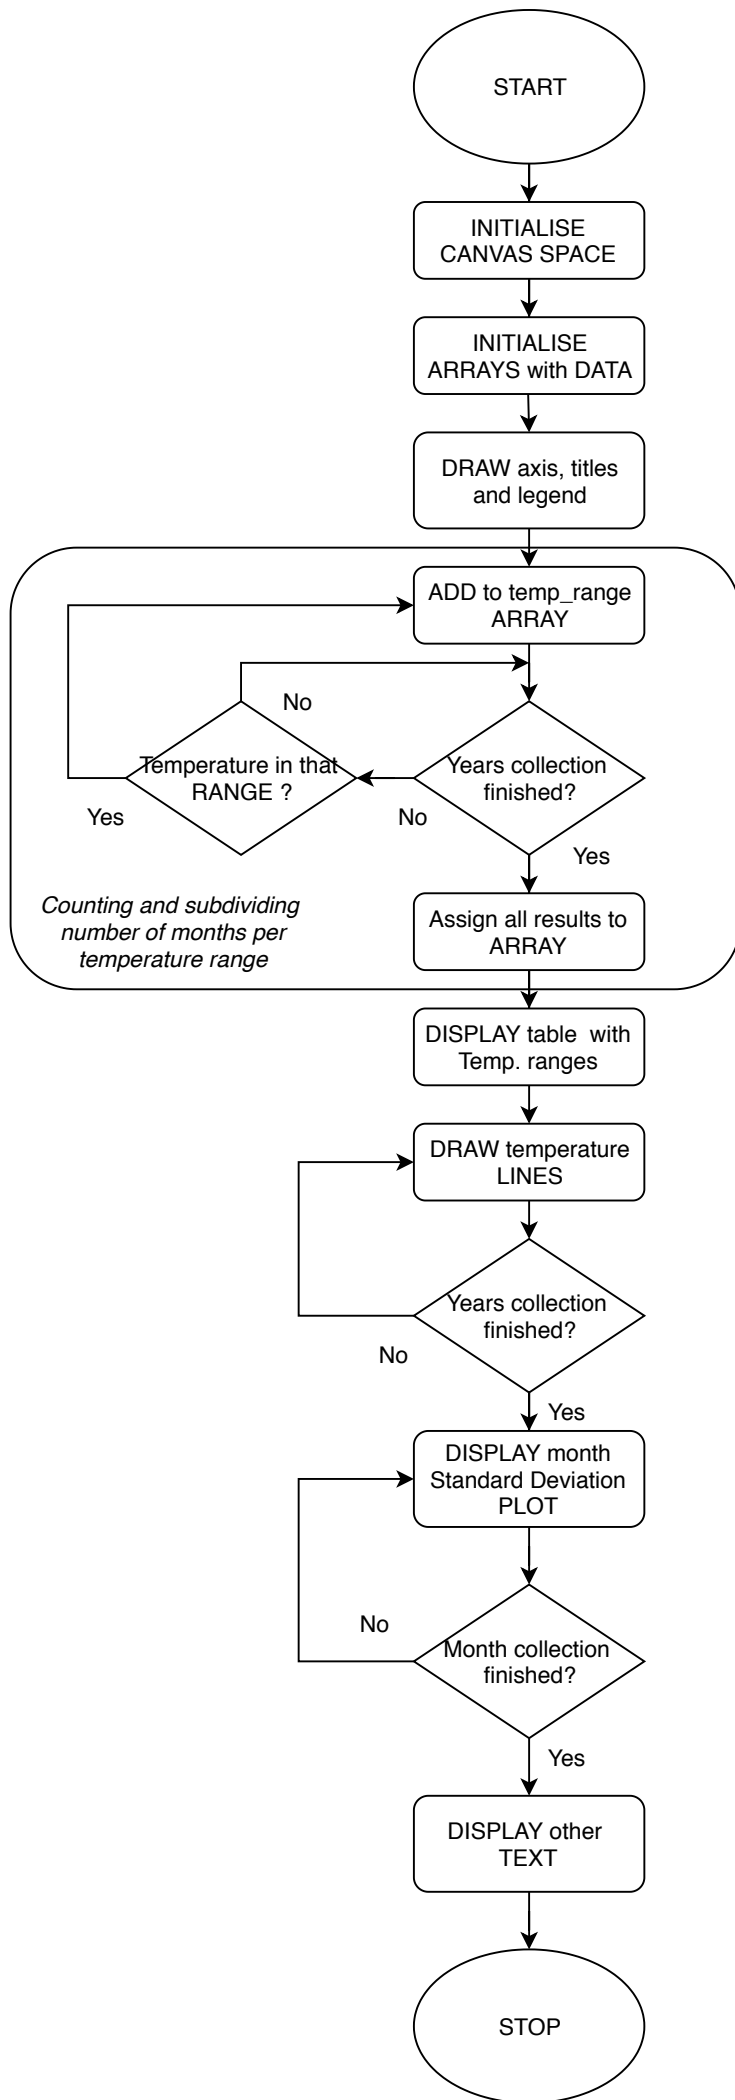 START
INITIALISE
CANVAS SPACE
INITIALISE
ARRAYS with DATA
DRAW axis, titles
and legend
ADD to temp_range
ARRAY
No
Temperature in that
RANGE ?
Years collection
finished?
Yes
No
Yes
Counting and subdividing
number of months per
temperature range
Assign all results to
ARRAY
DISPLAY table with
Temp. ranges
DRAW temperature
LINES
Years collection
finished?
No
Yes
DISPLAY month
Standard Deviation
PLOT
No
Month collection
finished?
Yes
DISPLAY other
TEXT
STOP